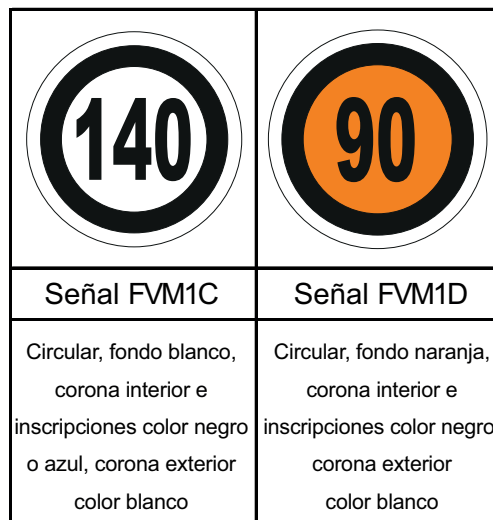 140
90
Señal FVM1C
Señal FVM1D
Circular, fondo blanco,
corona interior e
inscripciones color negro
o azul, corona exterior
color blanco
Circular, fondo naranja,
corona interior e
inscripciones color negro
corona exterior
color blanco